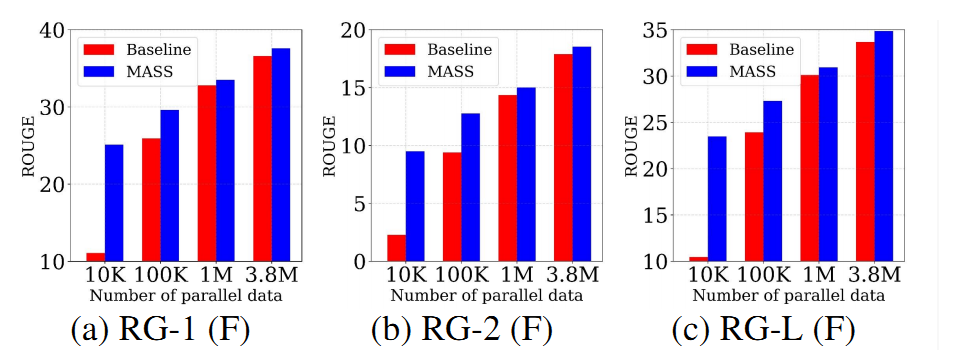 40
30
20
10
ROUGE
Baseline
MASS
10K 100K 1M 3.8M
Number of parallel data
(a) RG-1 (F)
20
15
10
5
0
ROUGE
Baseline
MASS
10K 100K 1M 3.8M
Number of parallel data
(b) RG-2 (F)
35
30
25
20
15
10
ROUGE
Baseline
MASS
10K 100K 1M 3.8M
Number of parallel data
(c) RG-L (F)